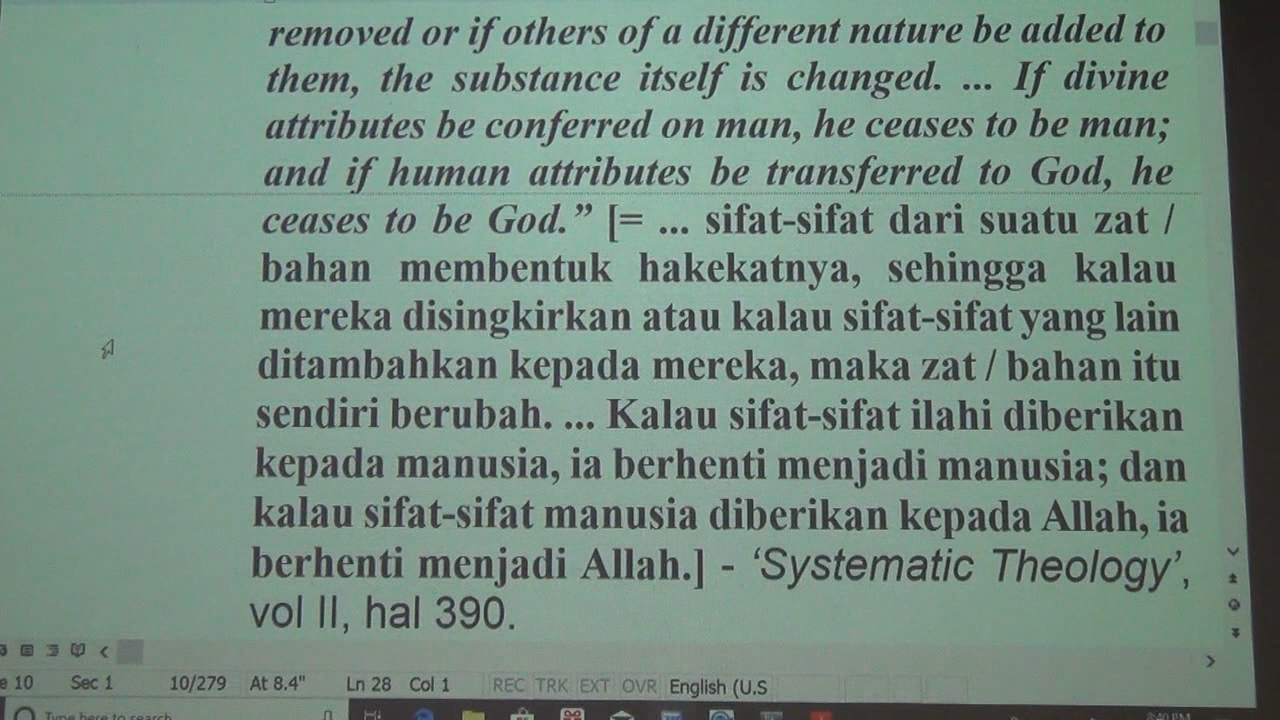 removed or if others of a different nature be added to
them, the substance itself is changed. ... If divine
attributes be conferred on man, he ceases to be man;
and if human attributes be transferred to God, he
ceases to be God.” [= ... sifat-sifat dari suatu zat /
bahan membentuk hakekatnya, sehingga kalau
mereka disingkirkan atau kalau sifat-sifat yang lain
ditambahkan kepada mereka, maka zat / bahan itu
sendiri berubah. ... Kalau sifat-sifat ilahi diberikan
kepada manusia, ia berhenti menjadi manusia; dan
kalau sifat-sifat manusia diberikan kepada Allah, ia
berhenti menjadi Allah.] - ‘Systematic Theology’,
vol II, hal 390.
e 10 Sec 1 10/279 At 8.4" Ln 28 Col 1 REC TRK EXT OVR English (U.S
Type here to search